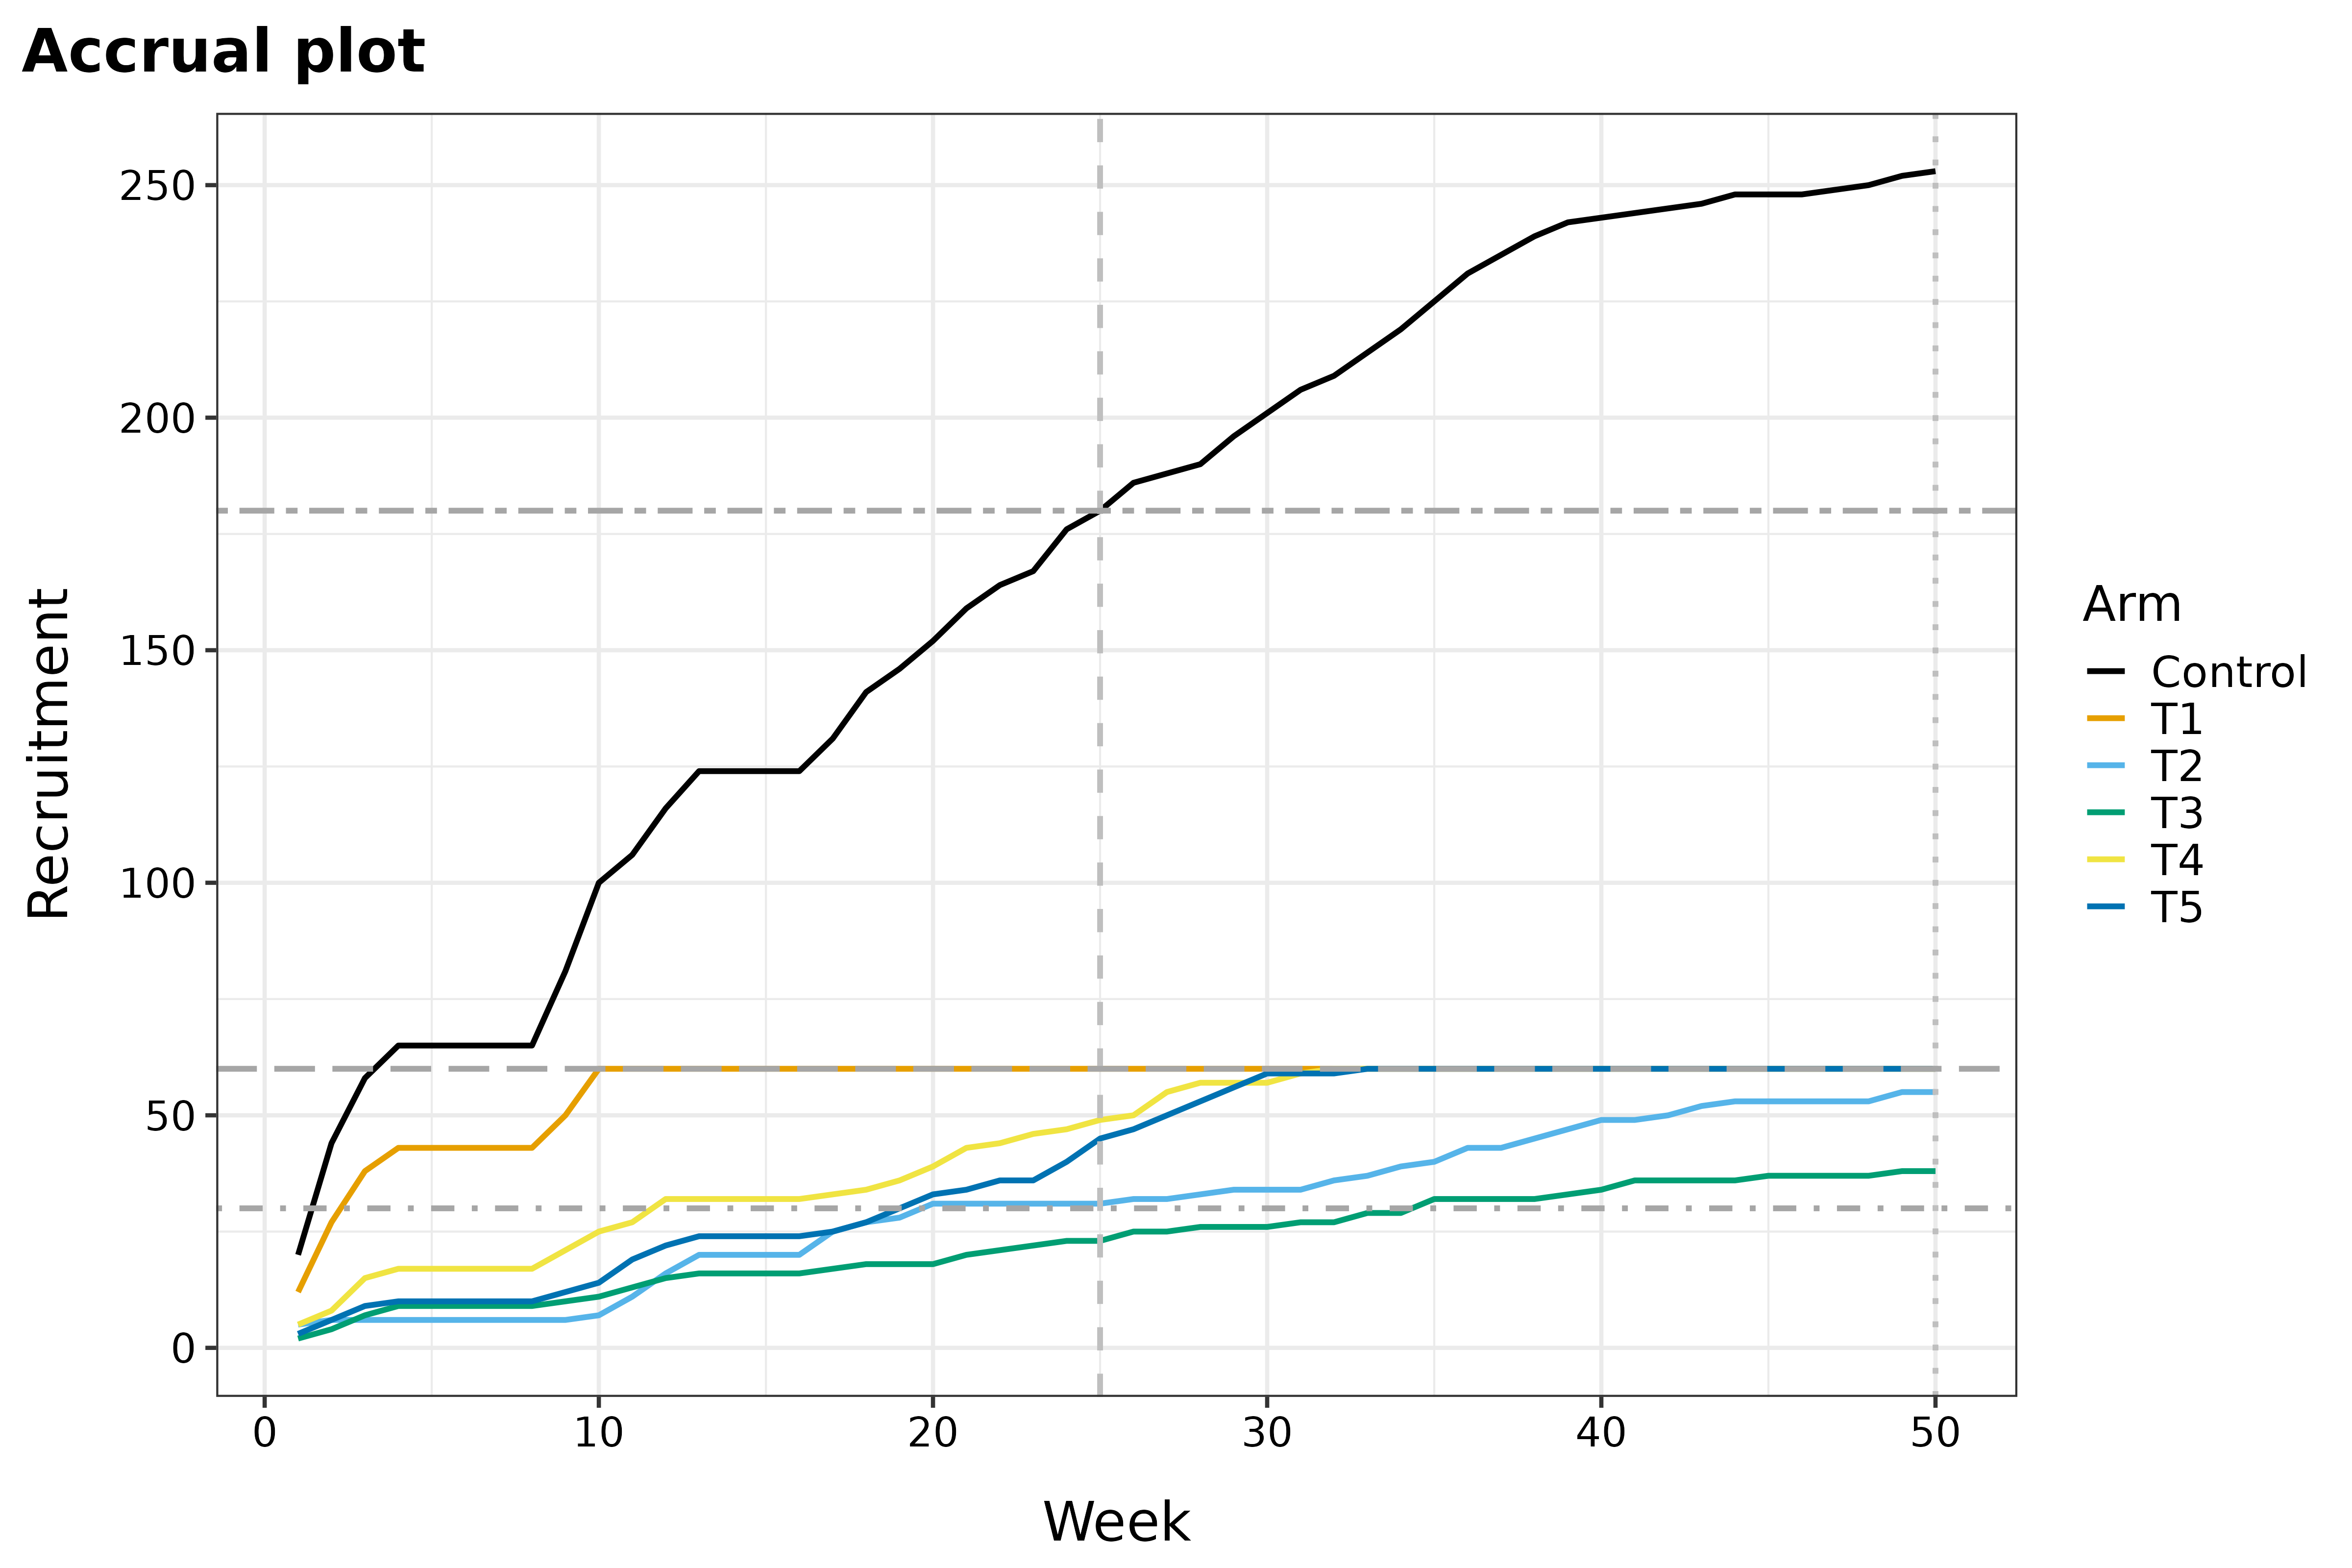 Accrual plot
Recruitment
250
200
150
100
50
0
0 10 20 30 40 50
Week
Arm
Control
T1
T2
T3
T4
T5